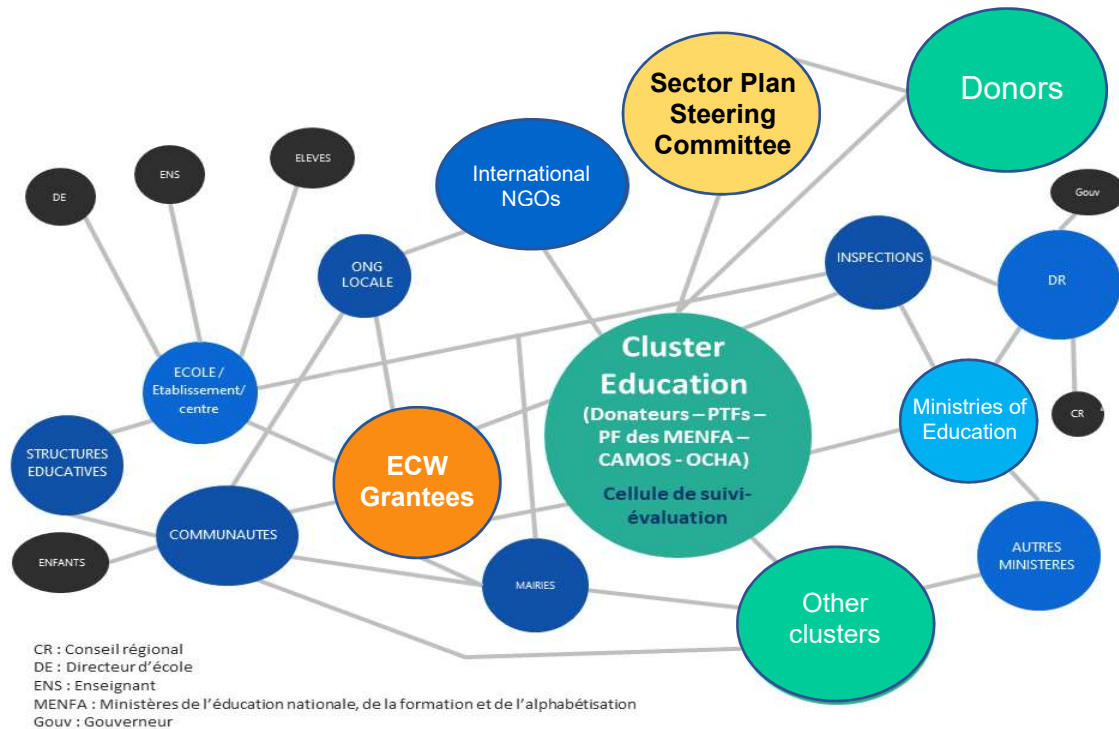 Sector Plan
Steering
Committee
Donors
International
NGOs
ELEVES
ENS
DE
Gouv
ONG
LOCALE
INSPECTIONS
DR
Cluster
Education
(Donateurs – PTFs –
PF des MENFA –
CAMOS - OCHA)
Cellule de suivi-
évaluation
ECOLE /
Etablissement/
centre
Ministries of
Education
CR
STRUCTURES
EDUCATIVES
ECW
Grantees
COMMUNAUTES
ENFANTS
MAIRIES
AUTRES
MINISTERES
Other
clusters
CR : Conseil régional
DE : Directeur d'école
ENS : Enseignant
MENFA : Ministères de l'éducation nationale, de la formation et de l'alphabétisation
Gouv : Gouverneur